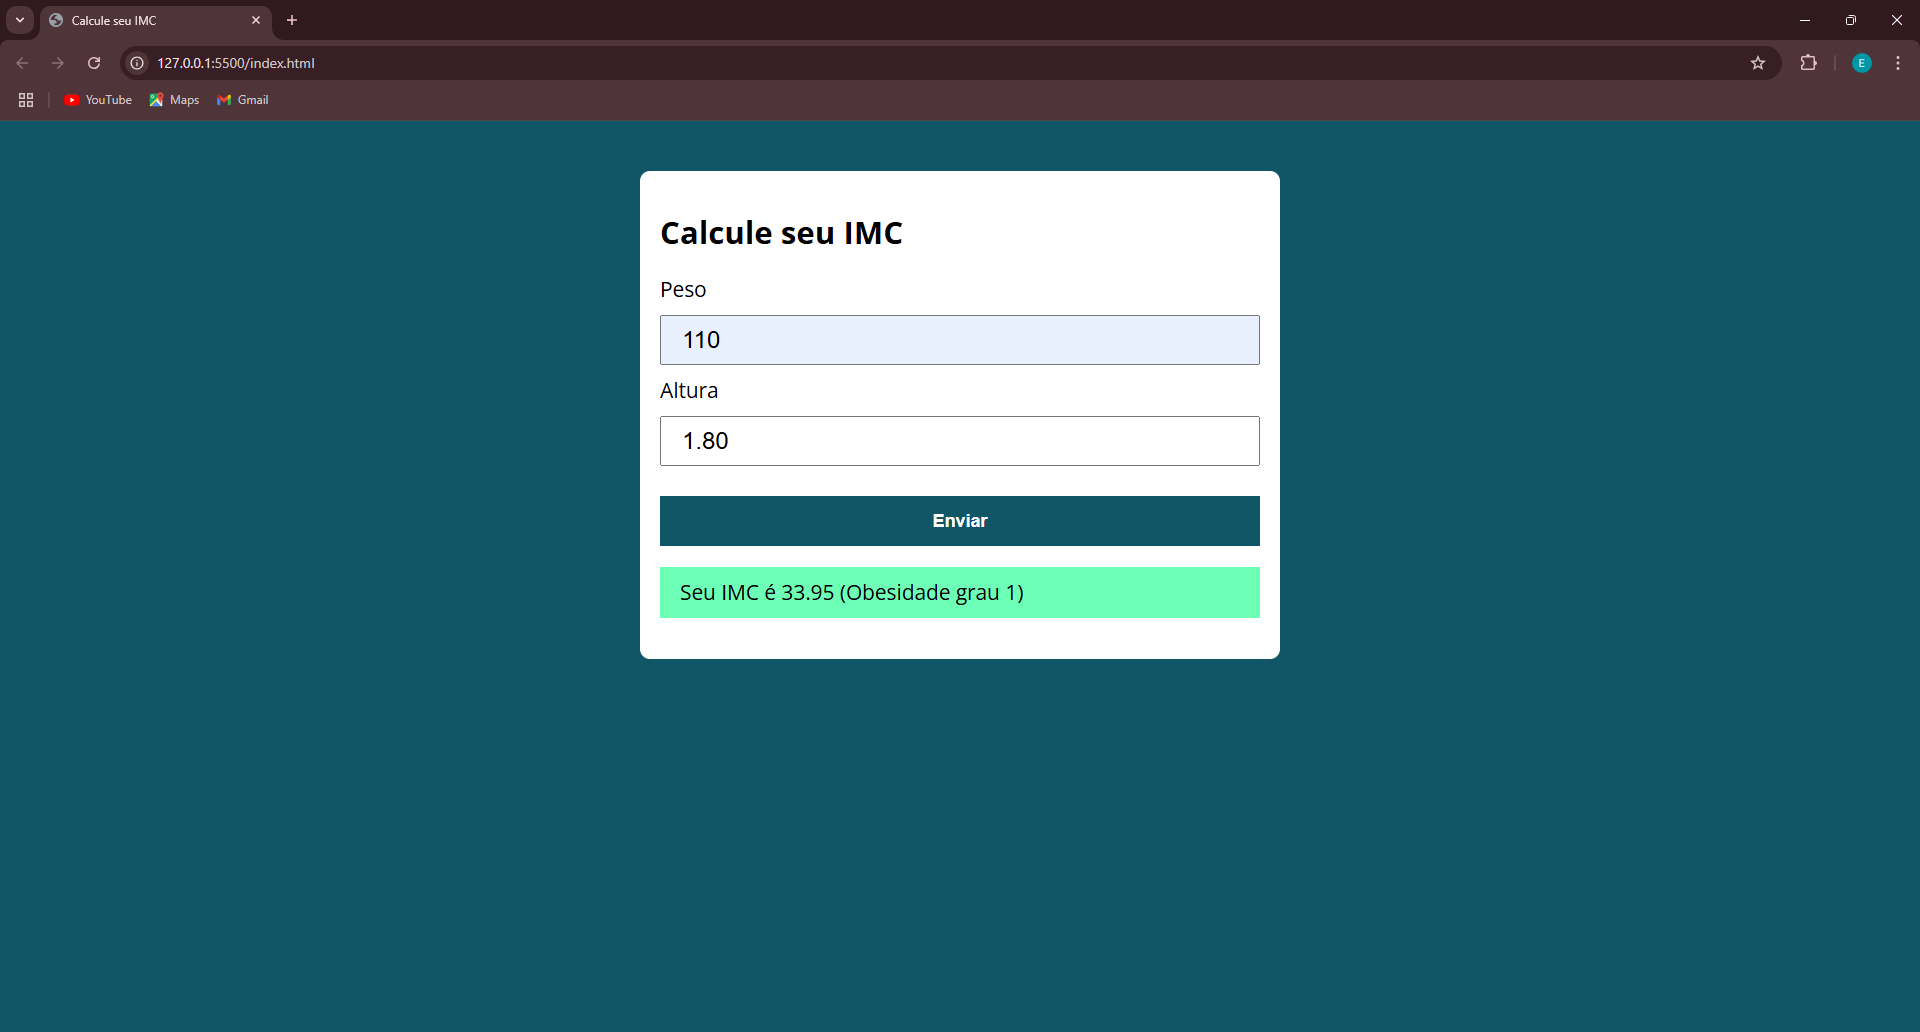 Calcule seu IMC
127.0.0.1:5500/index.html
E
YouTube
Maps
Gmail
Calcule seu IMC
Peso
110
Altura
1.80
Enviar
Seu IMC é 33.95 (Obesidade grau 1)